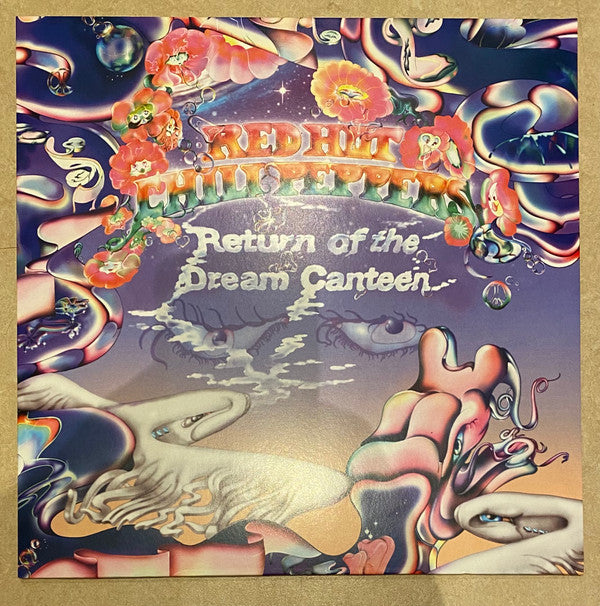 RED HOT
CHILI PEPPERS
Return of the
Dream Canteen